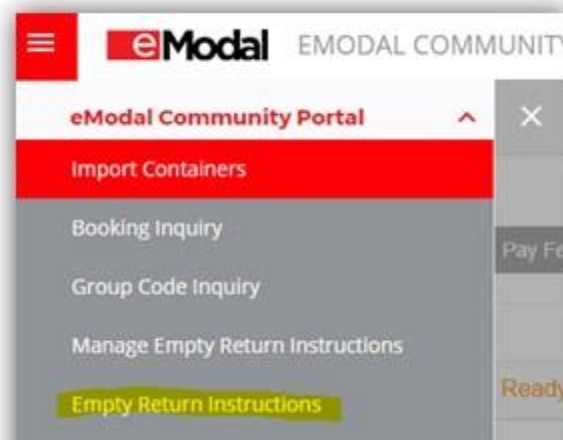 eModal EMODAL COMMUNITY
eModal Community Portal
Import Containers
Booking Inquiry
Pay Fe
Group Code Inquiry
Manage Empty Return Instructions
Empty Return Instructions
Ready